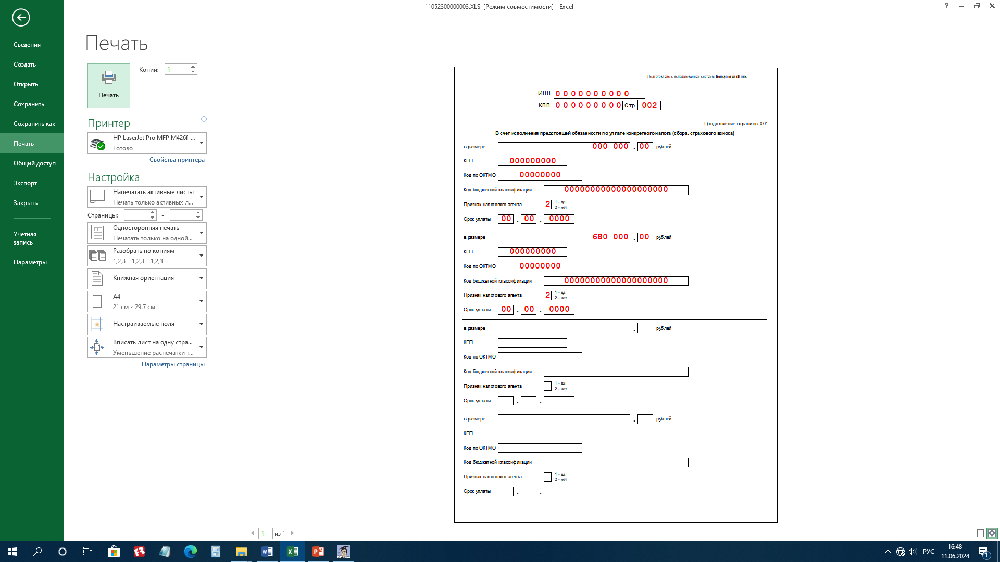 11052300000003.XLS [Режим совместимости] - Excel
?
Сведения
Создать
Открыть
Сохранить
Сохранить как
Печать
Общий доступ
Экспорт
Закрыть
Учетная
запись
Параметры
Печать
Печать
Копии: 1
Принтер
HP LaserJet Pro MFP M426f-...
Готово
Свойства принтера
Настройка
Напечатать активные листы
Печать только активных л...
Страницы: -
Односторонняя печать
Печатать только на одной...
Разобрать по копиям
1,2,3 1,2,3 1,2,3
Книжная ориентация
A4
21 см x 29.7 см
Настраиваемые поля
Вписать лист на одну стра...
Уменьшение распечатки т...
Параметры страницы
Подготовлено с использованием системы КонсультантПлюс
ИНН 0 0 0 0 0 0 0 0 0 0
КПП 0 0 0 0 0 0 0 0 0 Стр. 002
Продолжение страницы 001
В счет исполнения предстоящей обязанности по уплате конкретного налога (сбора, страхового взноса)
в размере 000 000 . 00 рублей
КПП 000000000
Код по ОКТМО 00000000
Код бюджетной классификации 00000000000000000000
Признак налогового агента 2 1 - да
2 - нет
Срок уплаты 00 . 00 . 0000
в размере 680 000 . 00 рублей
КПП 000000000
Код по ОКТМО 00000000
Код бюджетной классификации 00000000000000000000
Признак налогового агента 2 1 - да
2 - нет
Срок уплаты 00 . 00 . 0000
в размере . рублей
КПП
Код по ОКТМО
Код бюджетной классификации
Признак налогового агента 1 - да
2 - нет
Срок уплаты . .
в размере . рублей
КПП
Код по ОКТМО
Код бюджетной классификации
Признак налогового агента 1 - да
2 - нет
Срок уплаты . .
1 из 1
РУС
16:48
11.06.2024
1